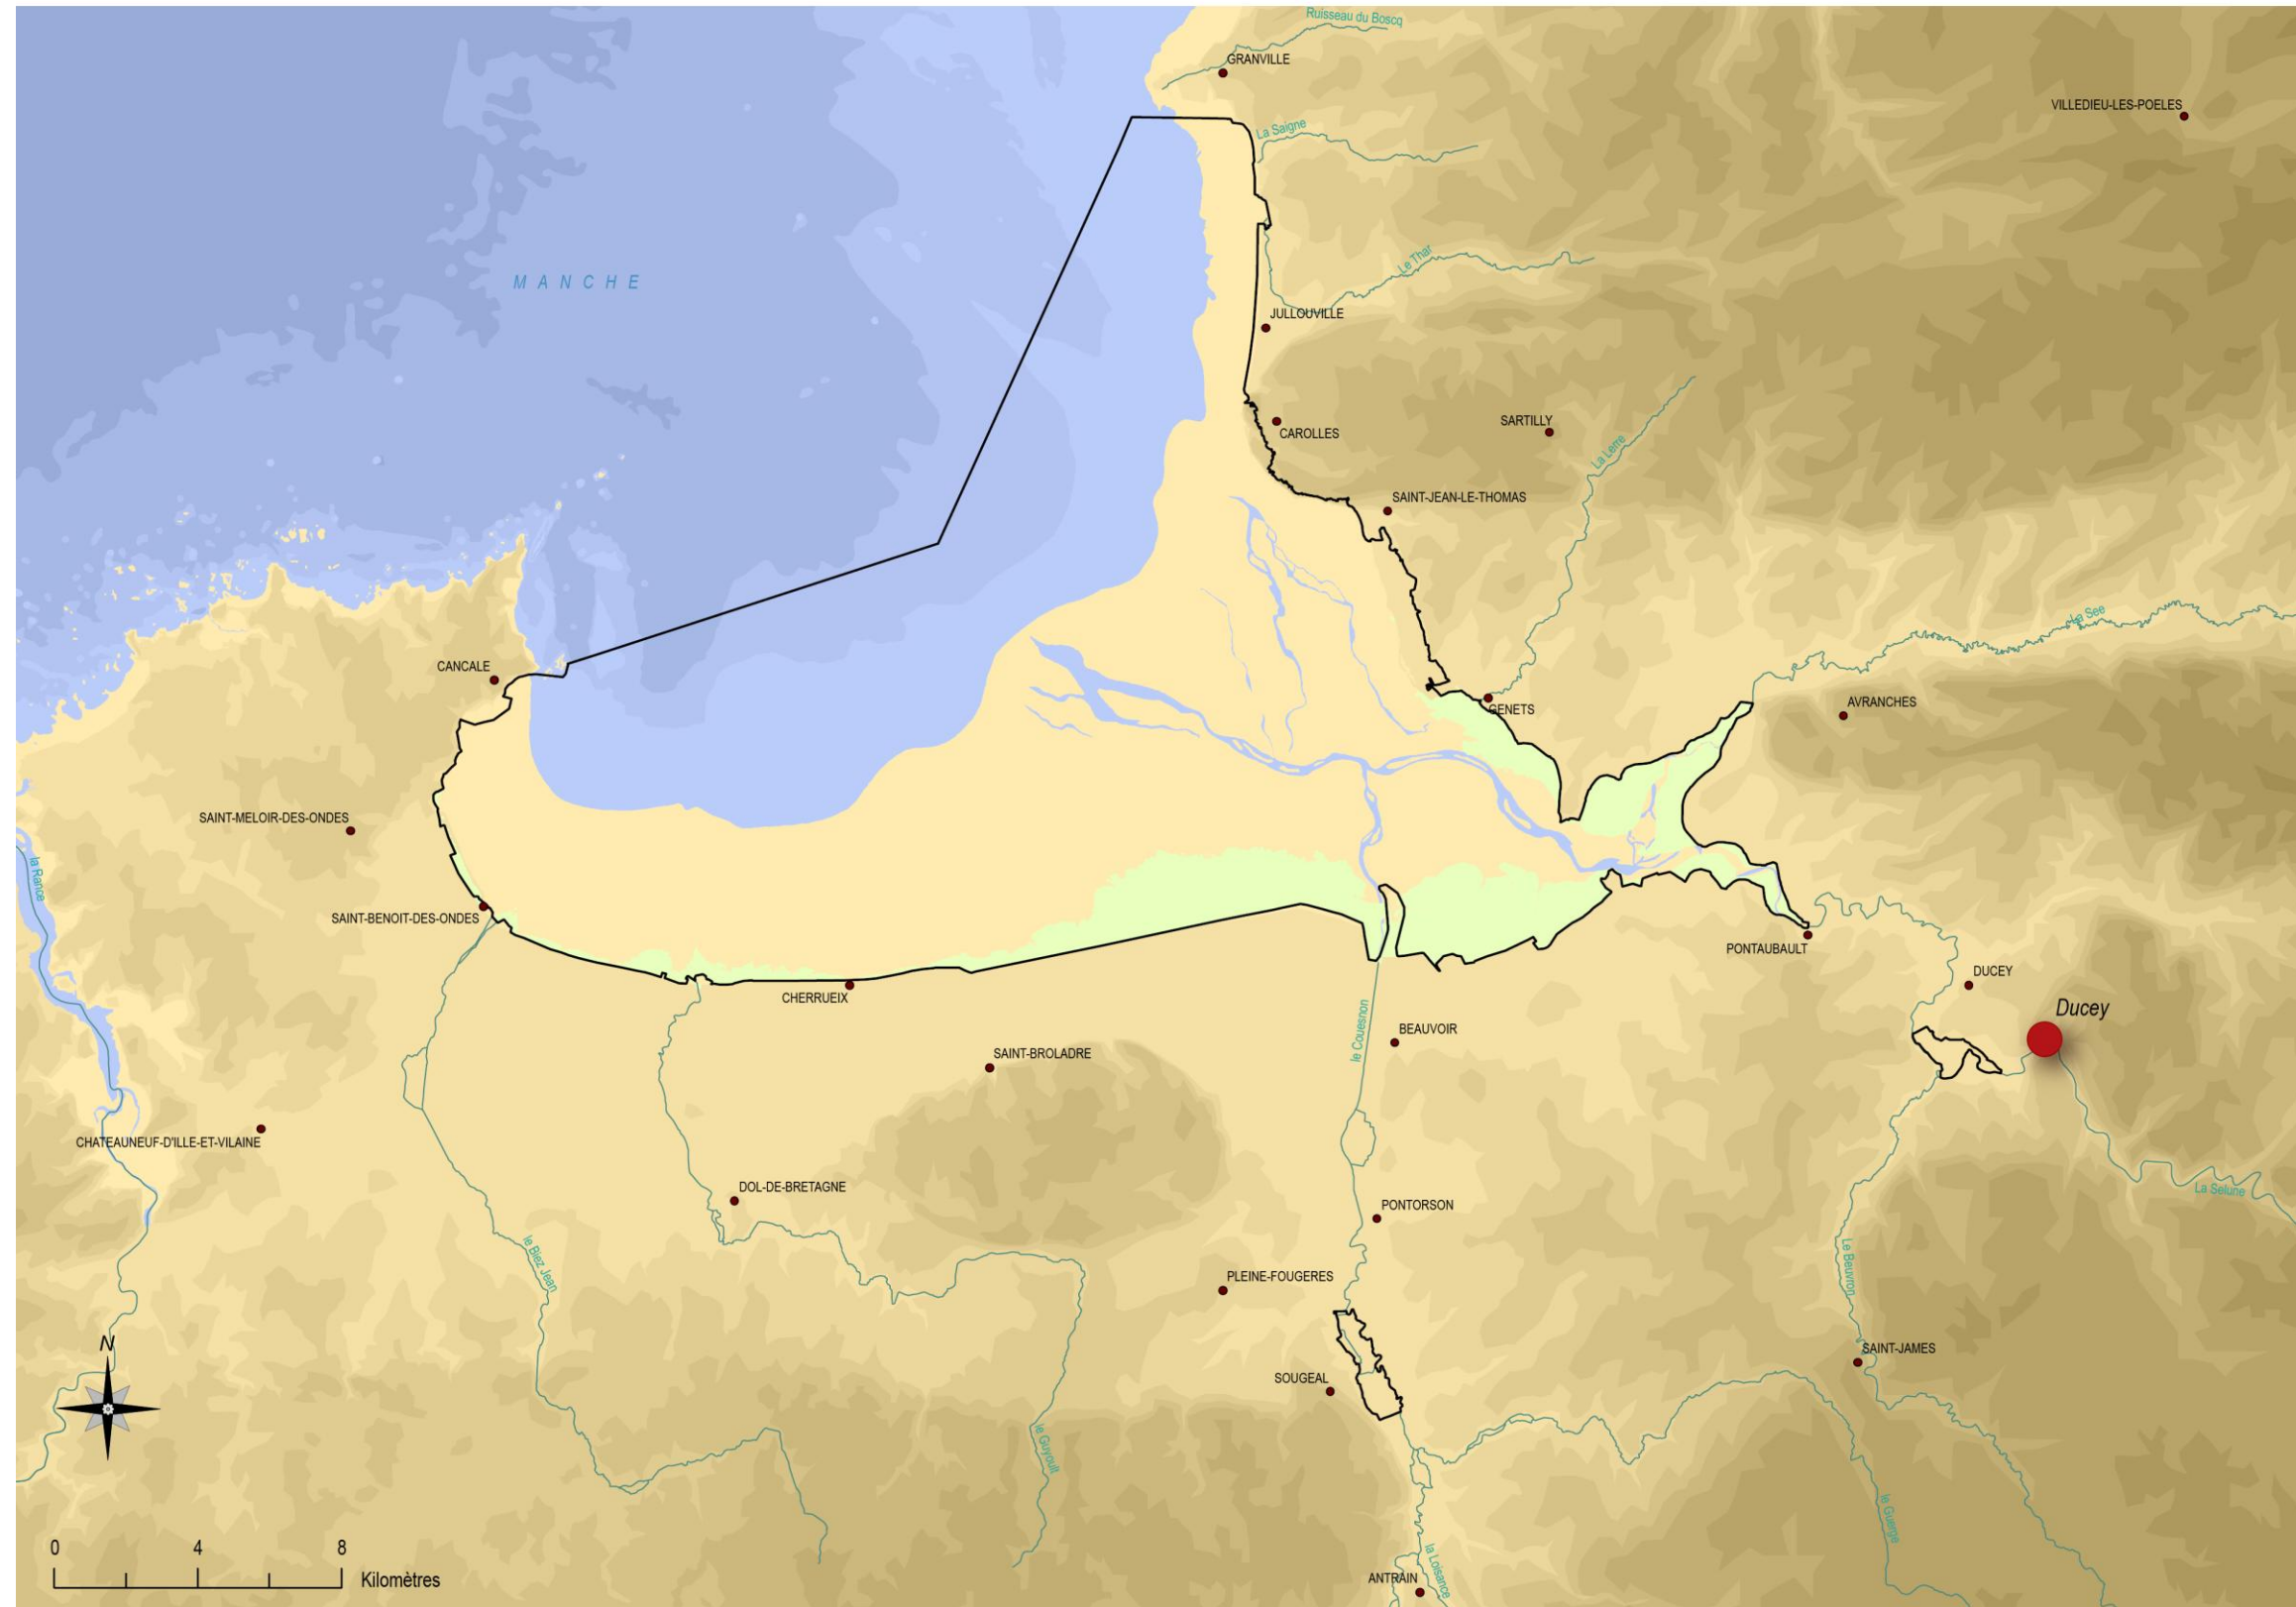 Ruisseau du Boscq
GRANVILLE
VILLEDIEU-LES-POELES
La Saigne
Le Thar
MANCHE
JULLOUVILLE
SARTILLY
CAROLLES
La Lerre
SAINT-JEAN-LE-THOMAS
La See
CANCALE
AVRANCHES
GENETS
SAINT-MELOIR-DES-ONDES
la Rance
SAINT-BENOIT-DES-ONDES
PONTAUBAULT
DUCEY
CHERRUEIX
Ducey
le Couesnon
BEAUVOIR
SAINT-BROLADRE
CHATEAUNEUF-D'ILLE-ET-VILAINE
DOL-DE-BRETAGNE
La Selune
PONTORSON
le Biez Jean
Le Beuvron
PLEINE-FOUGERES
N
SAINT-JAMES
SOUGEAL
le Guyoult
le Guerge
0 4 8
Kilomètres
la Loisance
ANTRAIN